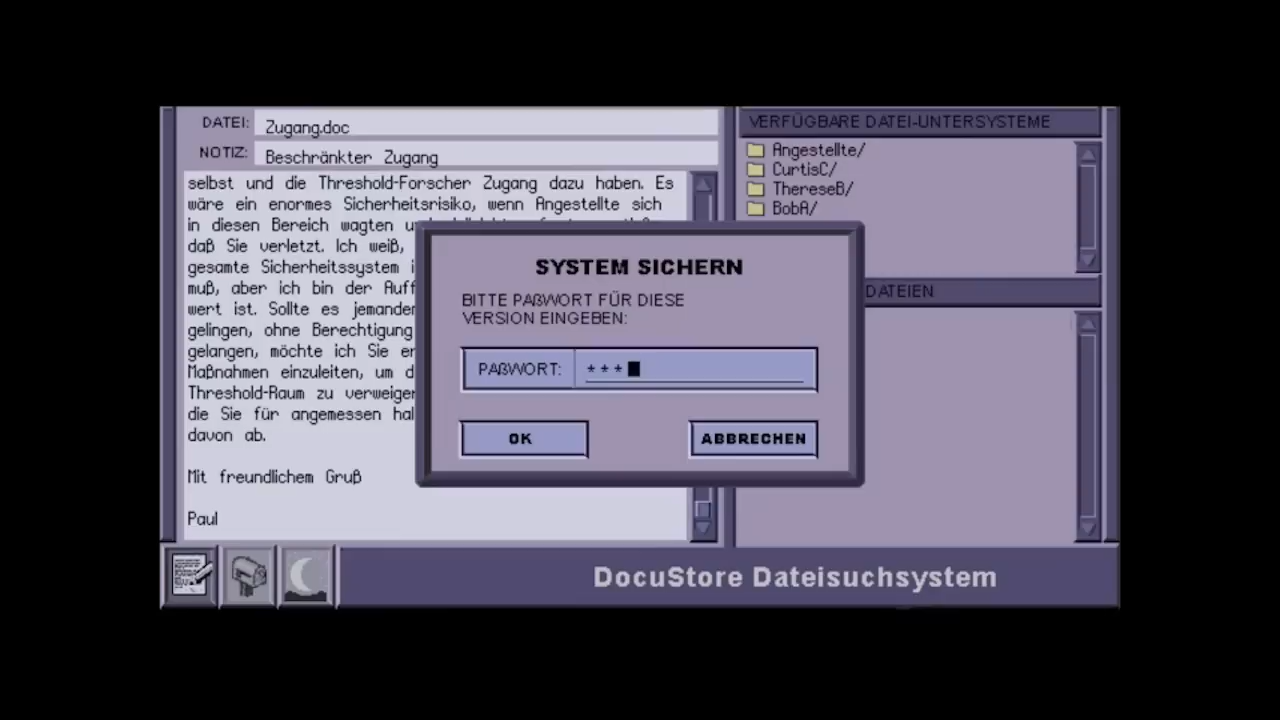 DATEI: Zugang.doc
NOTIZ: Beschränkter Zugang
selbst und die Threshold-Forscher Zugang dazu haben. Es
wäre ein enormes Sicherheitsrisiko, wenn Angestellte sich
in diesen Bereich wagten
daß Sie verletzt. Ich weiß,
gesamte Sicherheitssystem
muß, aber ich bin der
wert ist. Sollte es
gelingen, ohne Berechtigung
gelangen, möchte ich Sie
Maßnahmen einzuleiten, um
Threshold-Raum zu
die Sie für angemessen
davon ab.
Mit freundlichem Gruß
Paul
VERFÜGBARE DATEI-UNTERSYSTEME
Angestellte/
CurtisC/
ThereseB/
BobA/
DATEIEN
SYSTEM SICHERN
BITTE PAßWORT FÜR DIESE
VERSION EINGEBEN:
PAßWORT: ***
OK
ABBRECHEN
DocuStore Dateisuchsystem